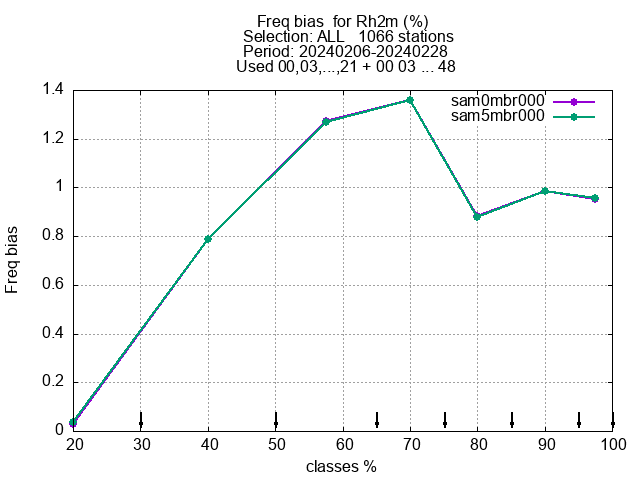 Freq bias  for Rh2m (%)
Selection: ALL   1066 stations
Period: 20240206-20240228
Used 00,03,...,21 + 00 03 ... 48
sam0mbr000
sam5mbr000
1.4
1.2
1
0.8
0.6
0.4
0.2
0
Freq bias
20 30 40 50 60 70 80 90 100
classes %